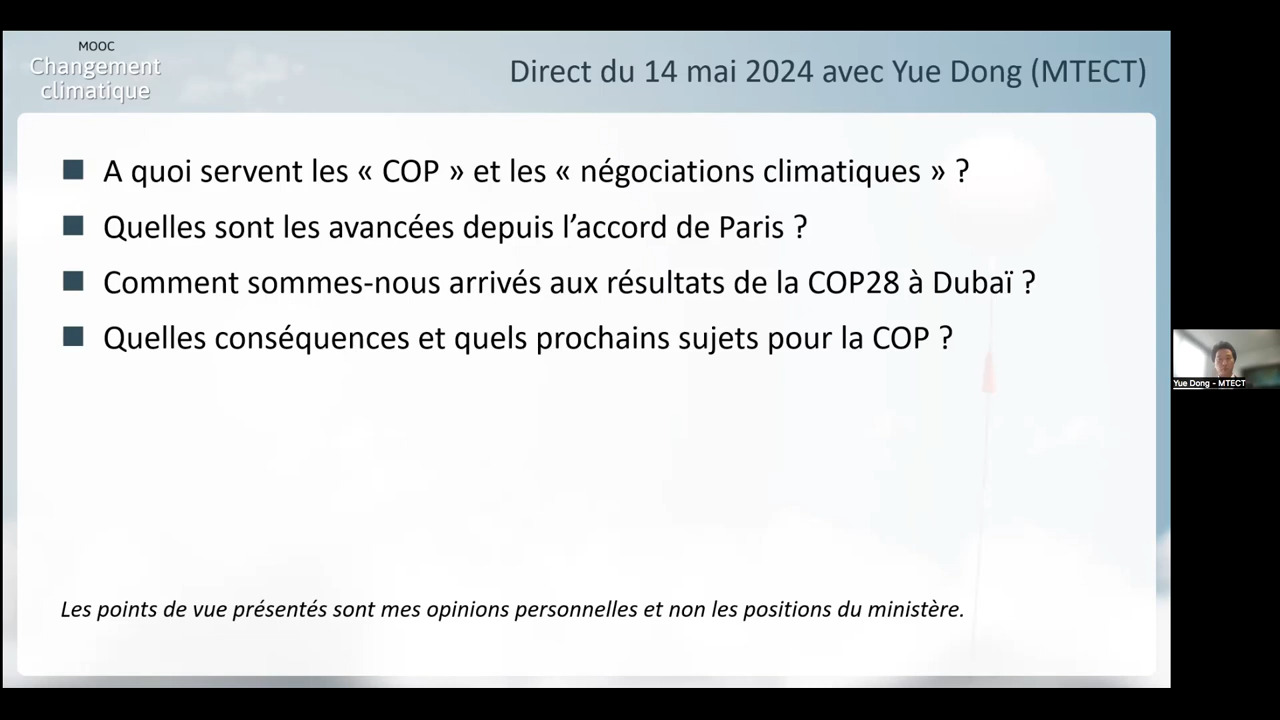 MOOC
Changement
climatique
Direct du 14 mai 2024 avec Yue Dong (MTECT)
A quoi servent les « COP » et les « négociations climatiques » ?
Quelles sont les avancées depuis l’accord de Paris ?
Comment sommes-nous arrivés aux résultats de la COP28 à Dubaï ?
Quelles conséquences et quels prochains sujets pour la COP ?
Les points de vue présentés sont mes opinions personnelles et non les positions du ministère.
Yue Dong - MTECT